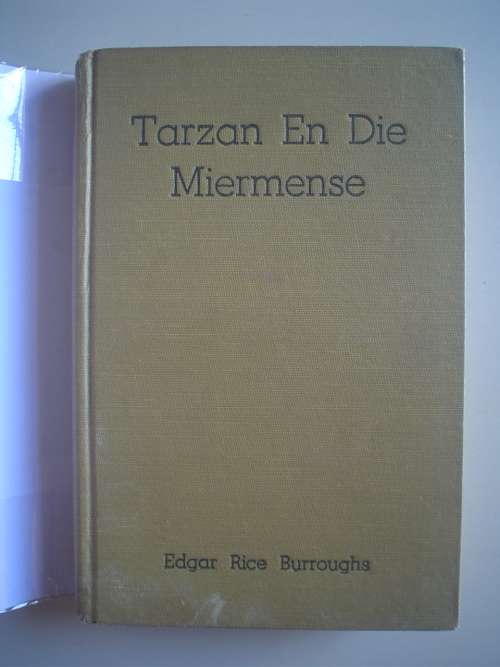 Tarzan En Die
Miermense
Edgar Rice Burroughs